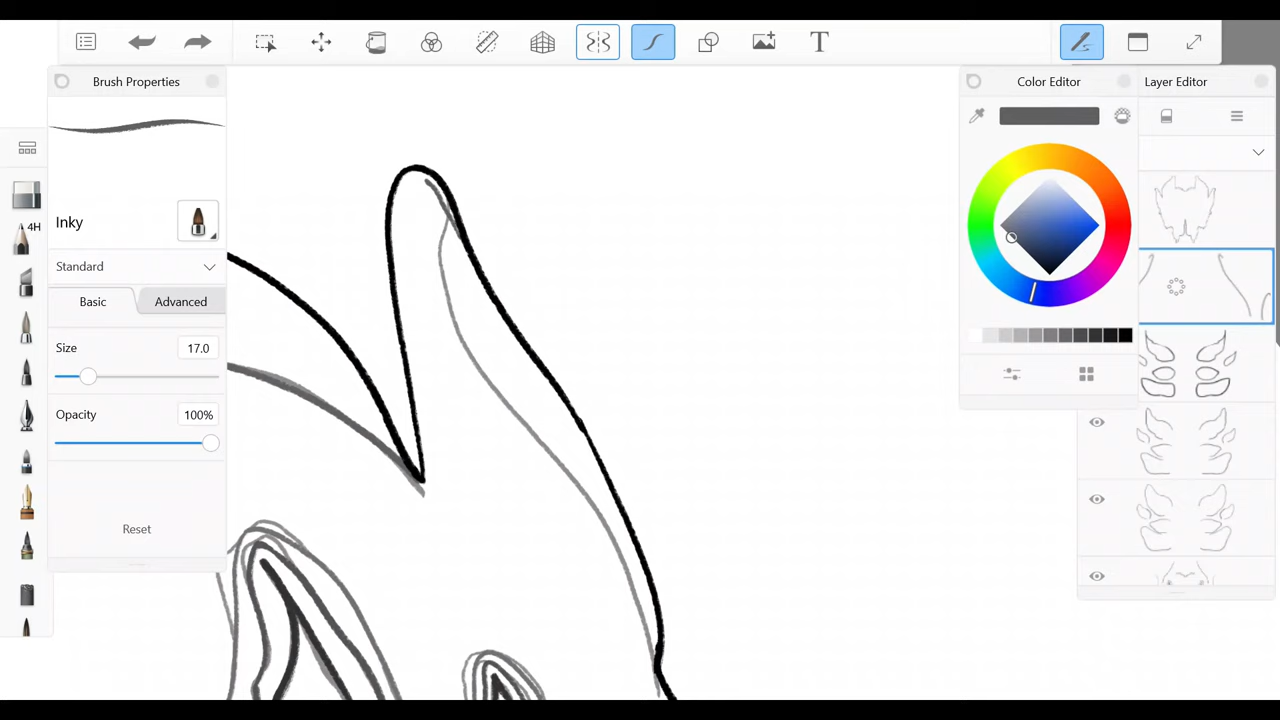 T
Brush Properties
Color Editor
Layer Editor
4H
Inky
Standard
Basic
Advanced
Size
17.0
Opacity
100%
Reset